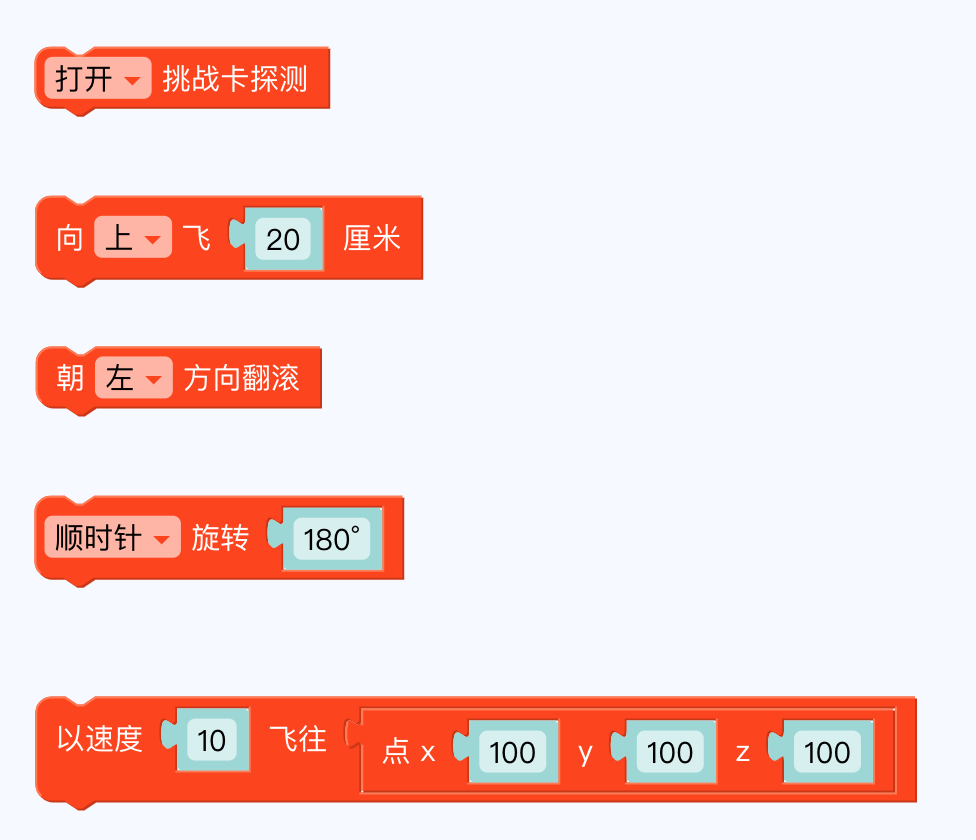 打开 挑战卡探测
向 上 飞 20 厘米
朝 左 方向翻滚
顺时针 旋转 180°
以速度 10 飞往 点 x 100 y 100 z 100